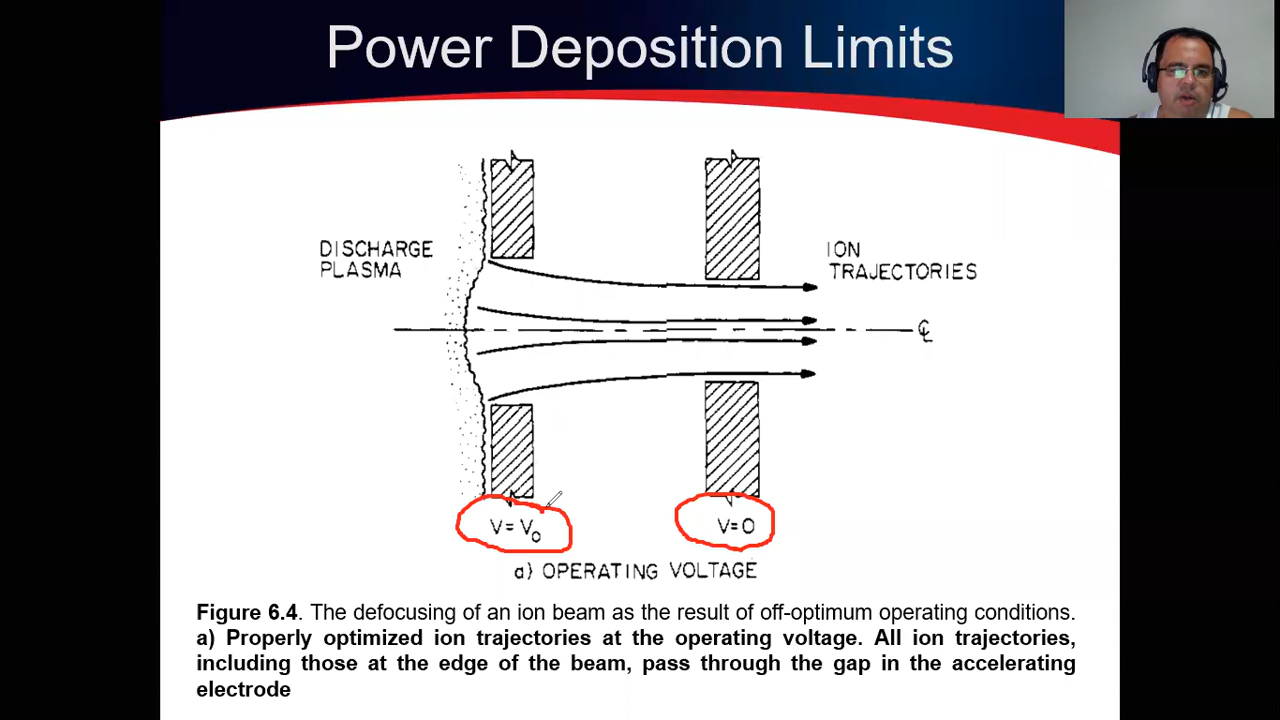 Power Deposition Limits
DISCHARGE
PLASMA
ION
TRAJECTORIES
℄
V = V₀
V = 0
a) OPERATING VOLTAGE
Figure 6.4. The defocusing of an ion beam as the result of off-optimum operating conditions.
a) Properly optimized ion trajectories at the operating voltage. All ion trajectories,
including those at the edge of the beam, pass through the gap in the accelerating
electrode